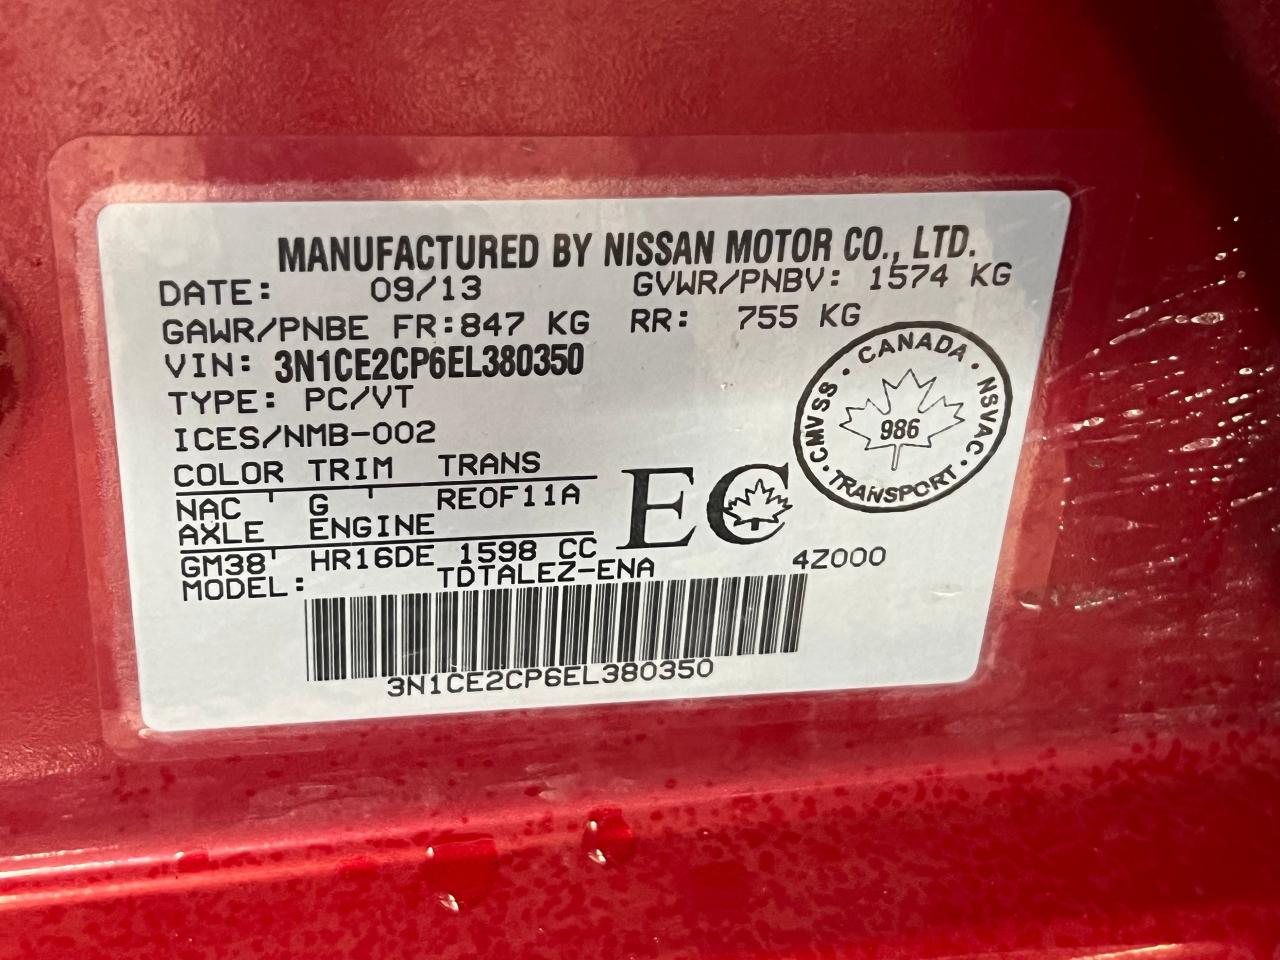 MANUFACTURED BY NISSAN MOTOR CO., LTD.
DATE: 09/13 GVWR/PNBV: 1574 KG
GAWR/PNBE FR:847 KG RR: 755 KG
VIN: 3N1CE2CP6EL380350
TYPE: PC/VT
ICES/NMB-002
COLOR TRIM TRANS
NAC G RE0F11A
AXLE ENGINE
GM38 HR16DE 1598 CC
MODEL: TDTALEZ-ENA 4Z000
3N1CE2CP6EL380350
EC
CANADA · NSVAC · TRANSPORT · CMVSS ·
986